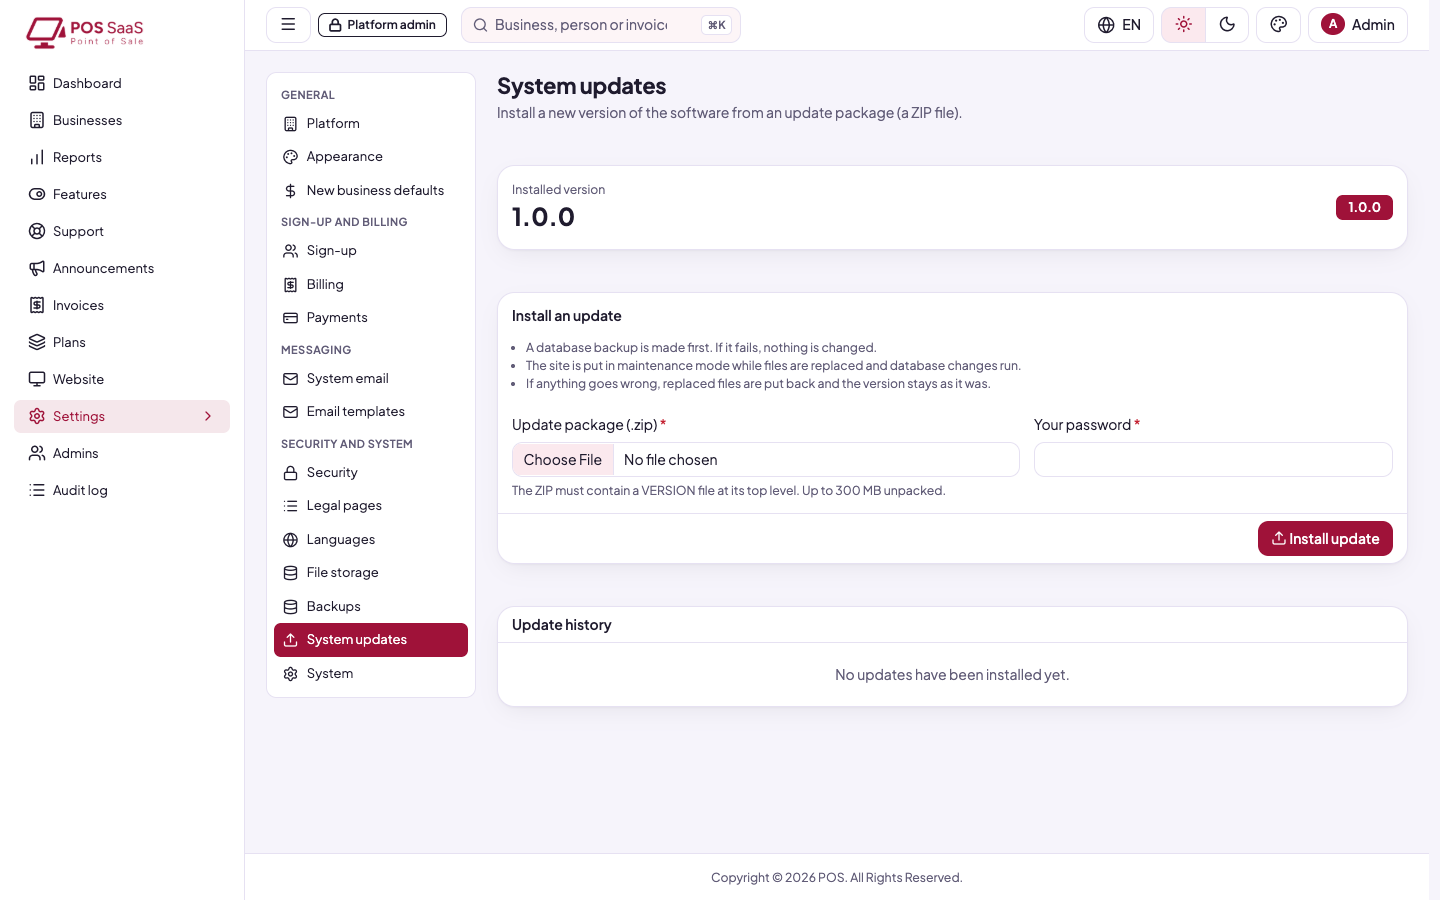 POS SaaS
Point of Sale
Dashboard
Businesses
Reports
Features
Support
Announcements
Invoices
Plans
Website
Settings
Admins
Audit log
Platform admin
Business, person or invoic
⌘K
EN
A
Admin
GENERAL
Platform
Appearance
New business defaults
SIGN-UP AND BILLING
Sign-up
Billing
Payments
MESSAGING
System email
Email templates
SECURITY AND SYSTEM
Security
Legal pages
Languages
File storage
Backups
System updates
System
System updates
Install a new version of the software from an update package (a ZIP file).
Installed version
1.0.0
1.0.0
Install an update
• A database backup is made first. If it fails, nothing is changed.
• The site is put in maintenance mode while files are replaced and database changes run.
• If anything goes wrong, replaced files are put back and the version stays as it was.
Update package (.zip) *
Choose File No file chosen
The ZIP must contain a VERSION file at its top level. Up to 300 MB unpacked.
Your password *
Install update
Update history
No updates have been installed yet.
Copyright © 2026 POS. All Rights Reserved.